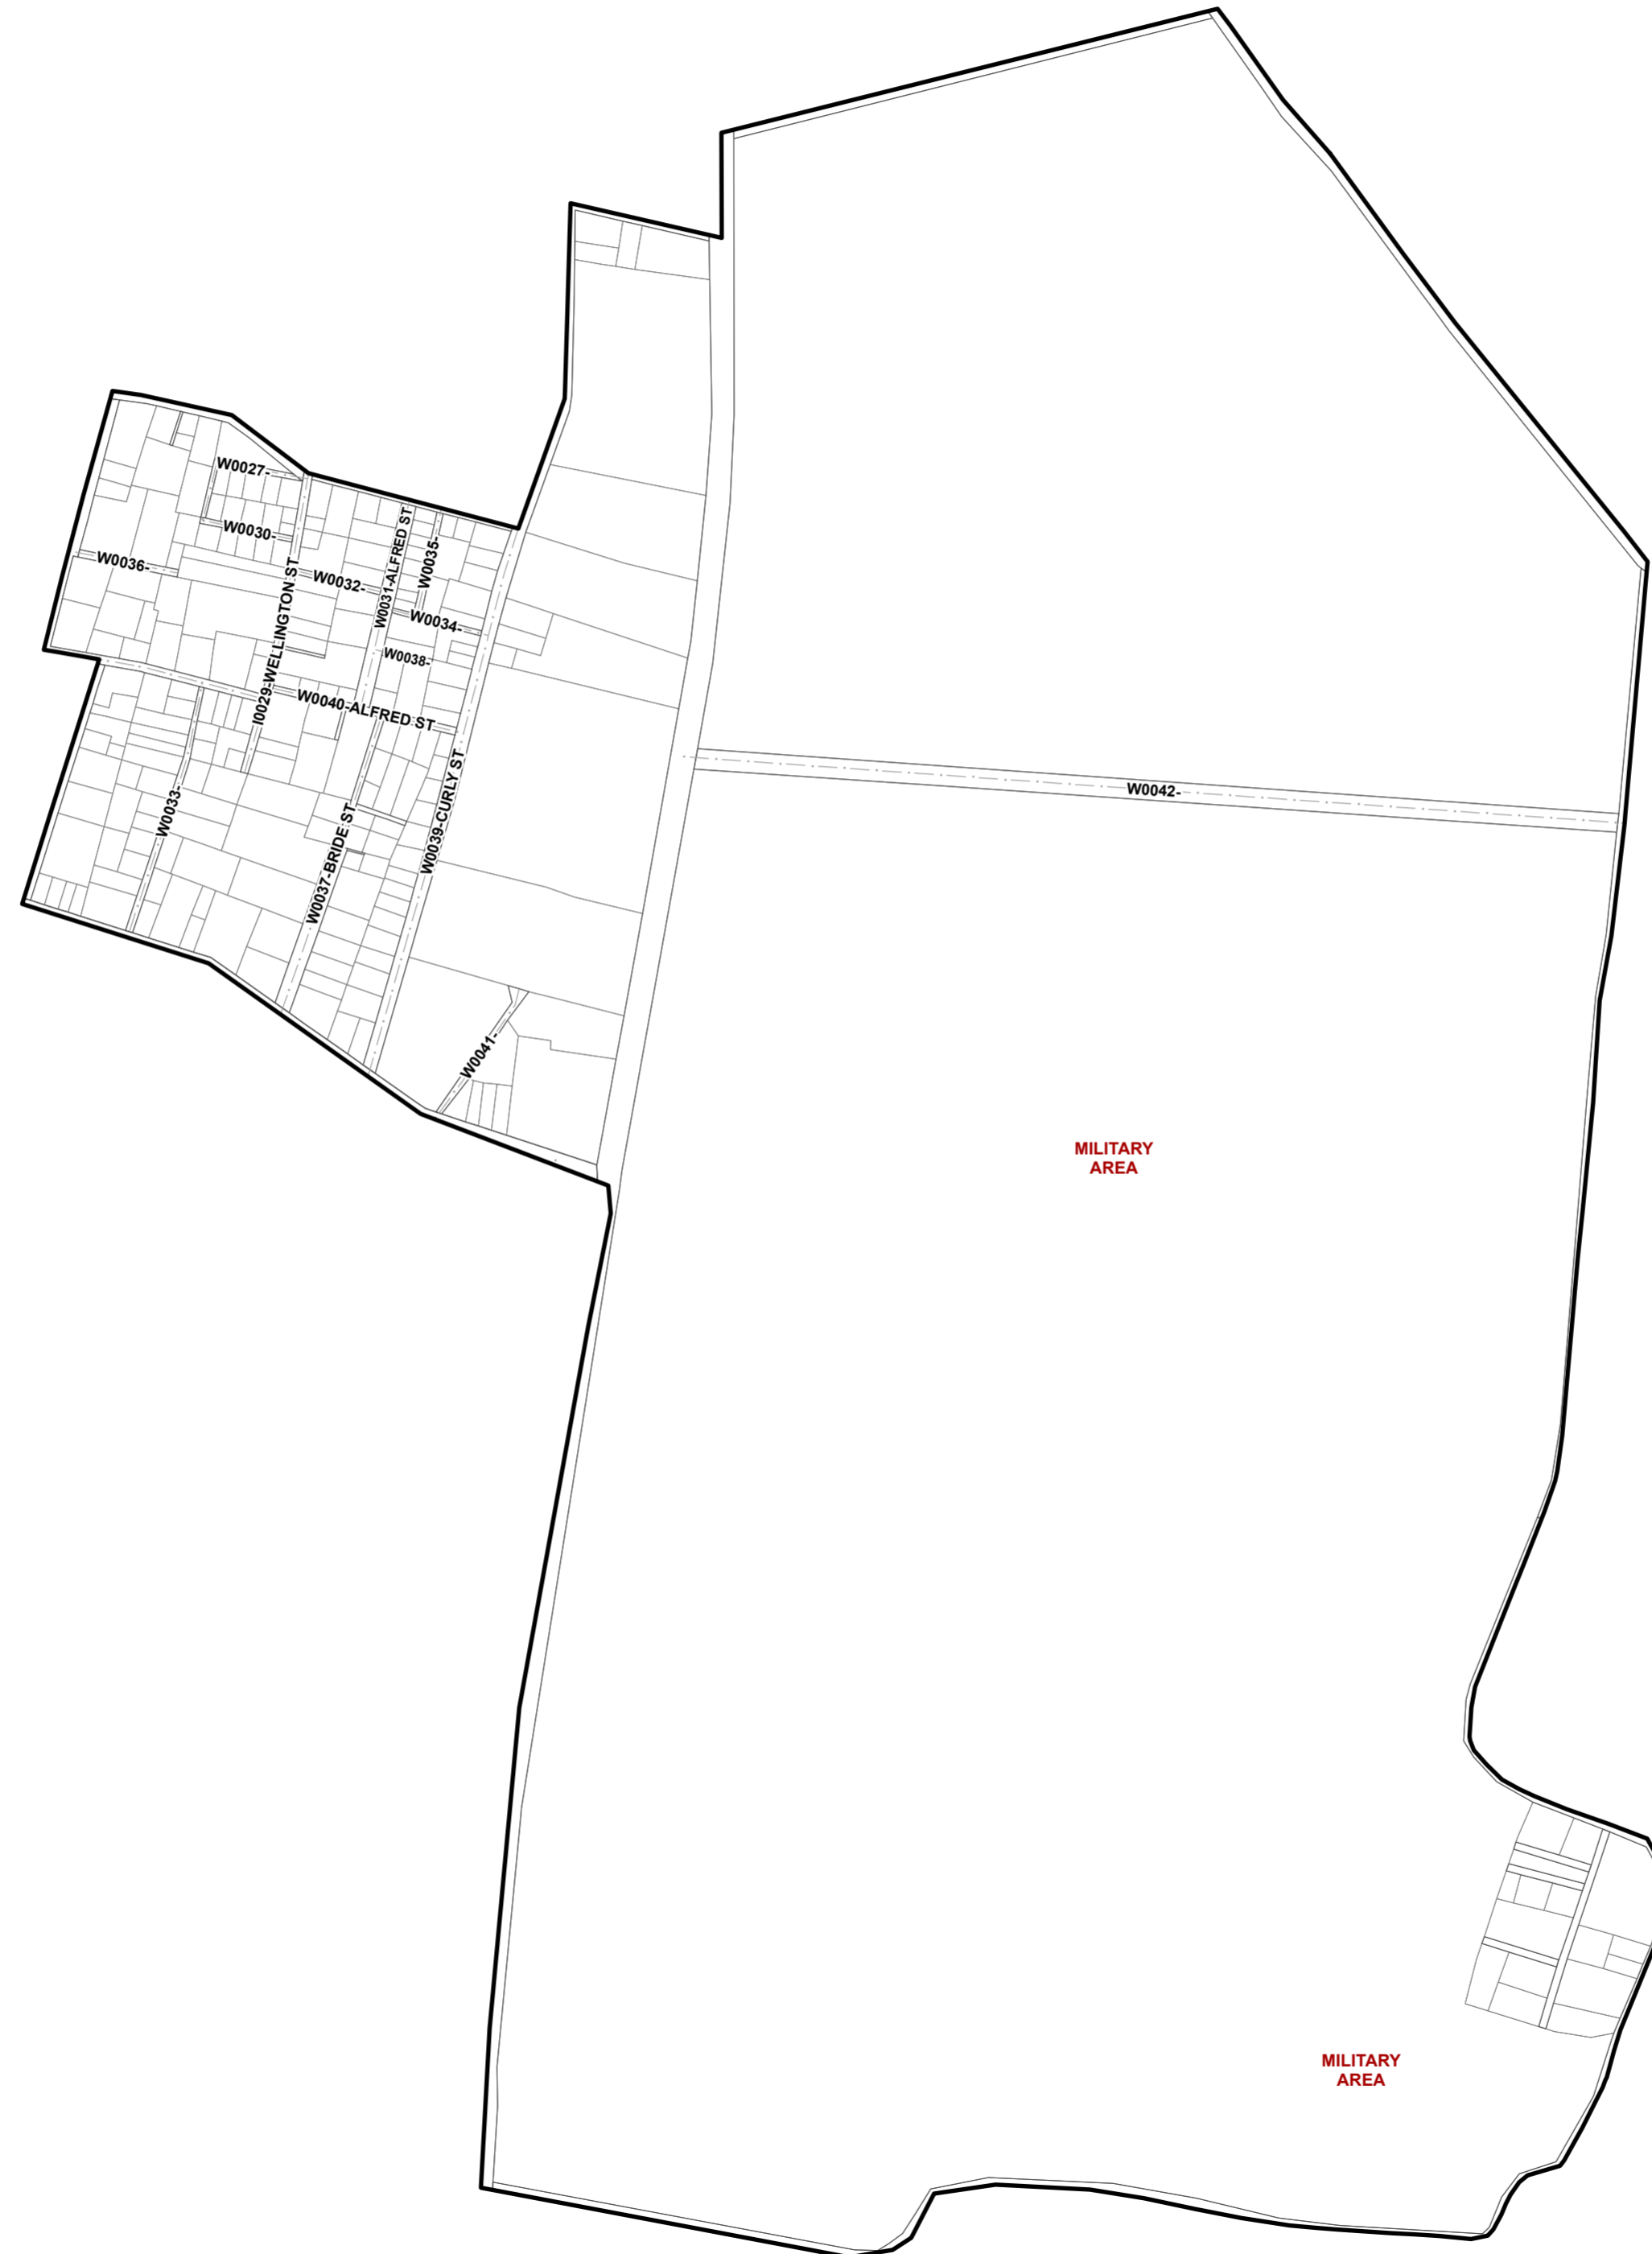 W0027-
W0030-
W0036-
W0032-
W0031-ALFRED ST
W0035-
W0034-
W0038-
I0029-WELLINGTON ST
W0040-ALFRED ST
W0033-
W0037-BRIDE ST
W0039-CURLY ST
W0042-
W0041-
MILITARY
AREA
MILITARY
AREA